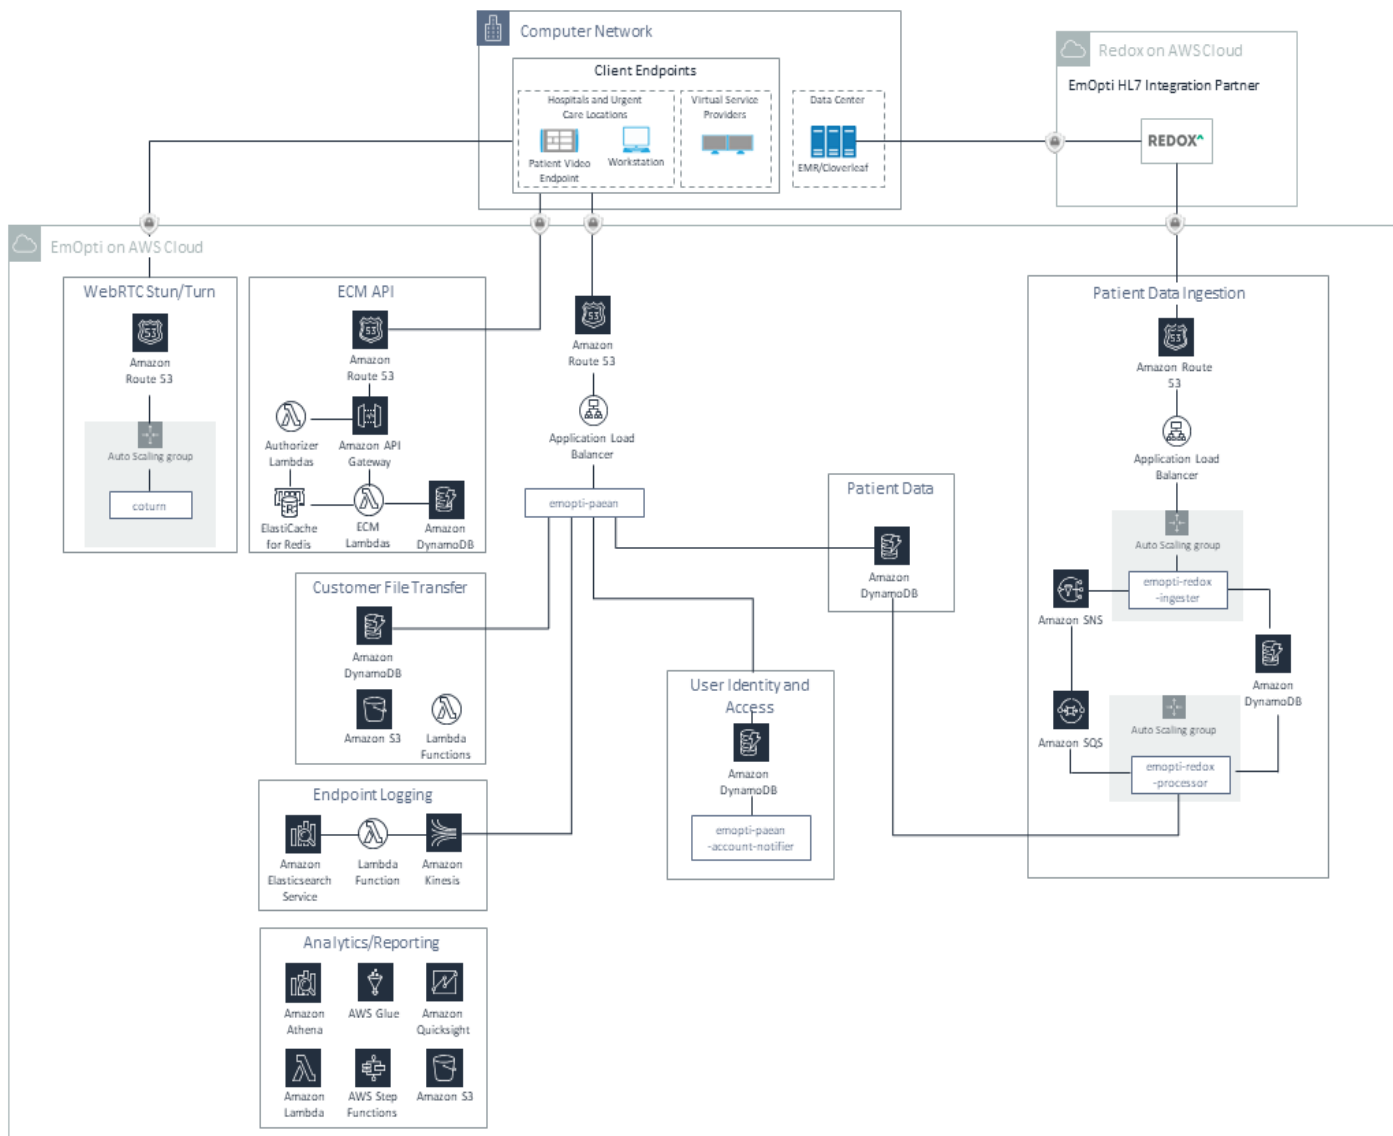 Computer Network
Client Endpoints
Hospitals and Urgent
Care Locations
Patient Video
Endpoint
Workstation
Virtual Service
Providers
Data Center
EMR/Cloverleaf
Redox on AWS Cloud
EmOpti HL7 Integration Partner
REDOX^
EmOpti on AWS Cloud
WebRTC Stun/Turn
53
Amazon
Route 53
Auto Scaling group
coturn
ECM API
53
Amazon
Route 53
Authorizer
Lambdas
Amazon API
Gateway
R
ElastiCache
for Redis
ECM
Lambdas
Amazon
DynamoDB
53
Amazon
Route 53
Application Load
Balancer
emopti-paean
Customer File Transfer
Amazon
DynamoDB
Amazon S3
Lambda
Functions
Endpoint Logging
Amazon
Elasticsearch
Service
Lambda
Function
Amazon
Kinesis
Analytics/Reporting
Amazon
Athena
AWS Glue
Amazon
Quicksight
Amazon
Lambda
AWS Step
Functions
Amazon S3
User Identity and
Access
Amazon
DynamoDB
emopti-paean
-account-notifier
Patient Data
Amazon
DynamoDB
Patient Data Ingestion
53
Amazon Route
53
Application Load
Balancer
Auto Scaling group
emopti-redox
-ingester
Amazon SNS
Amazon
DynamoDB
Amazon SQS
Auto Scaling group
emopti-redox
-processor